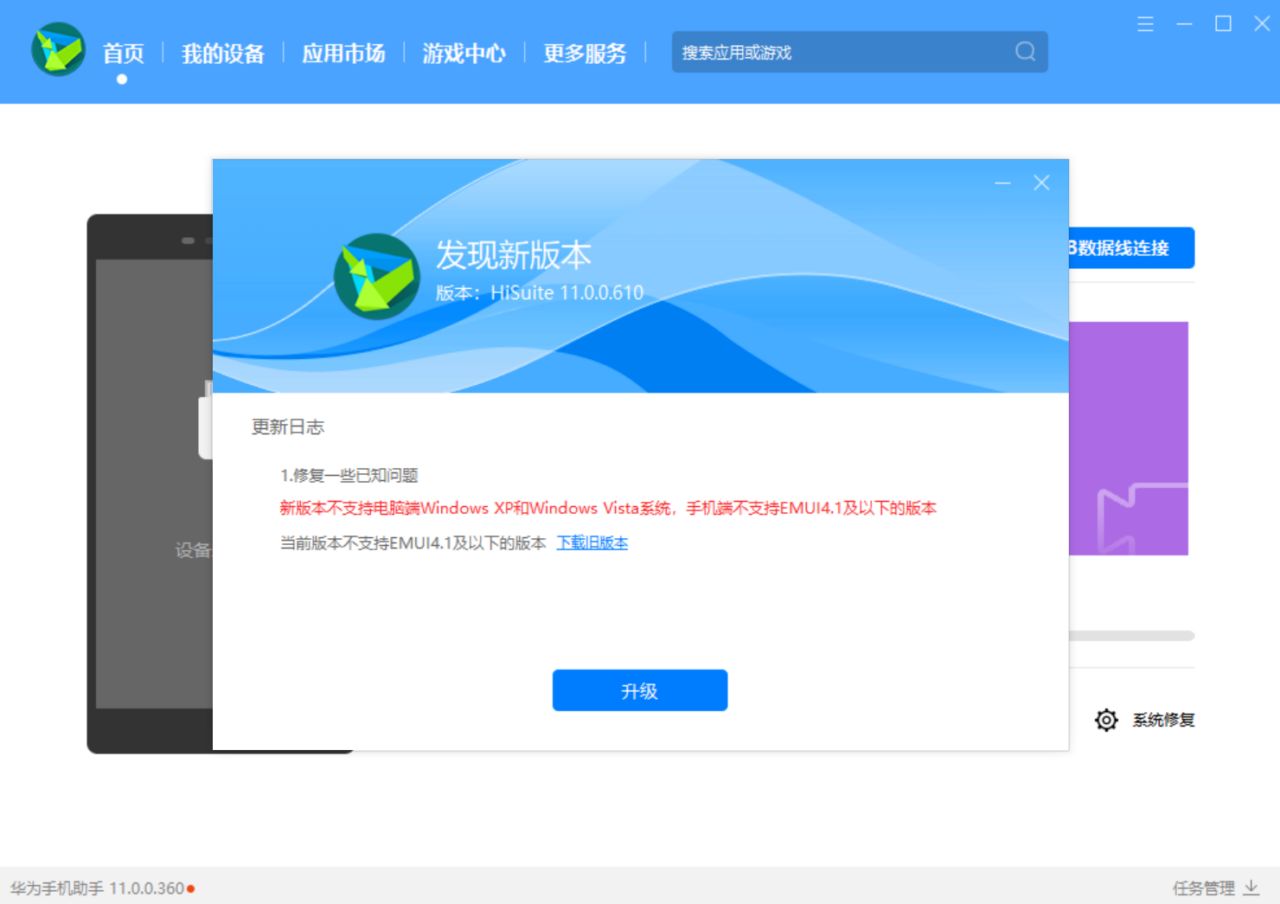 首页
我的设备
应用市场
游戏中心
更多服务
搜索应用或游戏
发现新版本
版本：HiSuite 11.0.0.610
B数据线连接
更新日志
1.修复一些已知问题
新版本不支持电脑端Windows XP和Windows Vista系统，手机端不支持EMUI4.1及以下的版本
当前版本不支持EMUI4.1及以下的版本 下载旧版本
设备
升级
系统修复
华为手机助手 11.0.0.360
任务管理